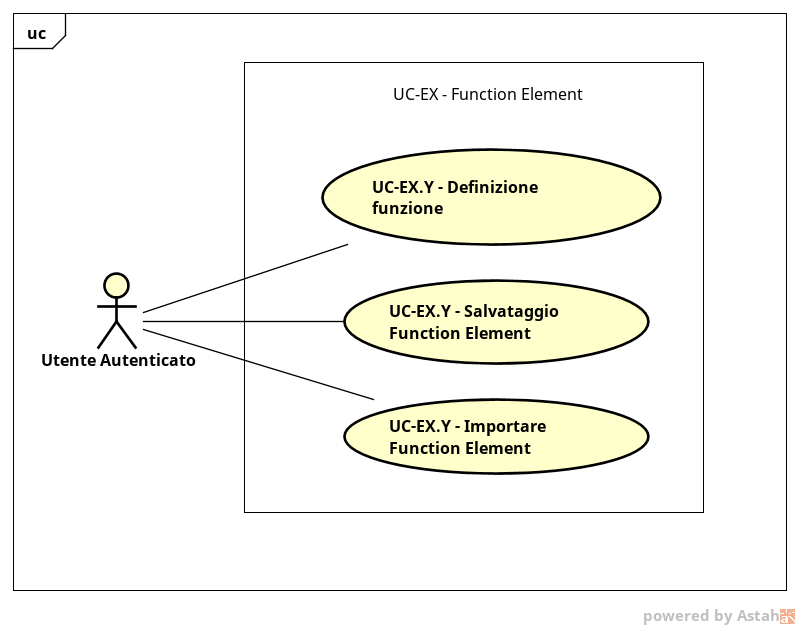 uc
UC-EX - Function Element
UC-EX.Y - Definizione
funzione
UC-EX.Y - Salvataggio
Function Element
Utente Autenticato
UC-EX.Y - Importare
Function Element
powered by Astah